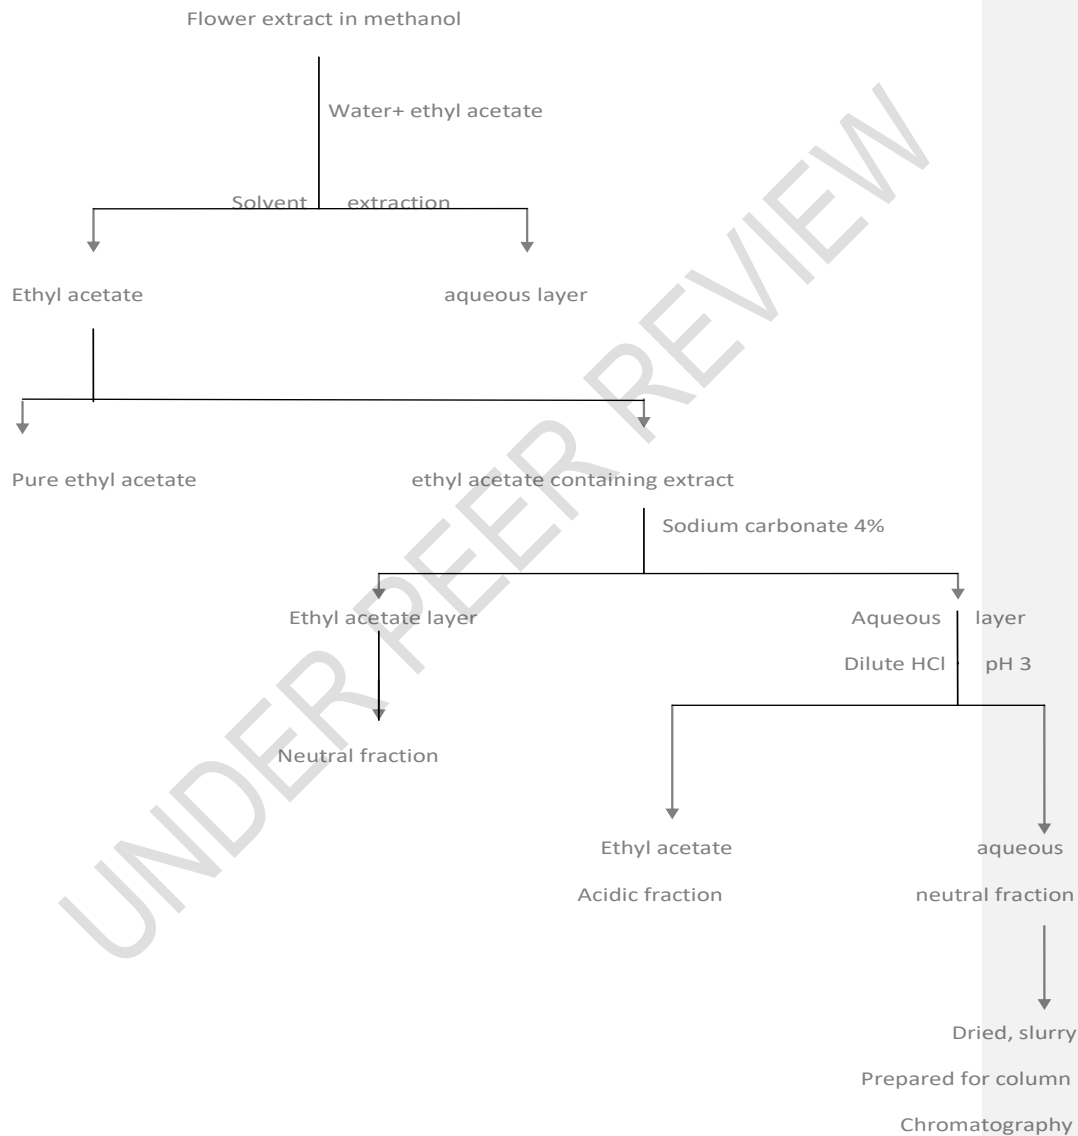 Flower extract in methanol
Water+ ethyl acetate
Solvent extraction
Ethyl acetate aqueous layer
Pure ethyl acetate ethyl acetate containing extract
Sodium carbonate 4%
Ethyl acetate layer Aqueous layer
Dilute HCl pH 3
Neutral fraction
Ethyl acetate aqueous
Acidic fraction neutral fraction
Dried, slurry
Prepared for column
Chromatography
UNDER PEER REVIEW